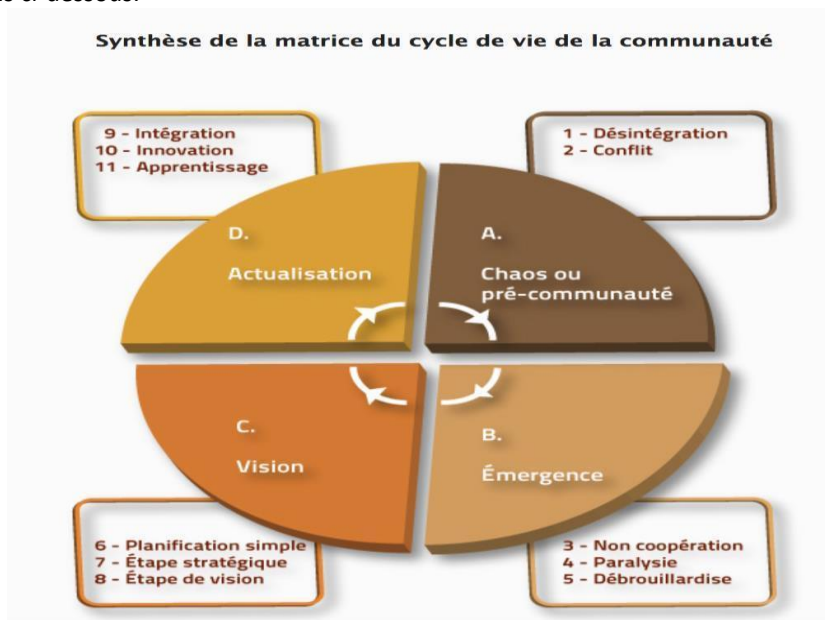 Synthèse de la matrice du cycle de vie de la communauté
9 - Intégration
10 - Innovation
11 - Apprentissage
1 - Désintégration
2 - Conflit
D.
Actualisation
A.
Chaos ou
pré-communauté
C.
Vision
B.
Émergence
6 - Planification simple
7 - Étape stratégique
8 - Étape de vision
3 - Non coopération
4 - Paralysie
5 - Débrouillardise